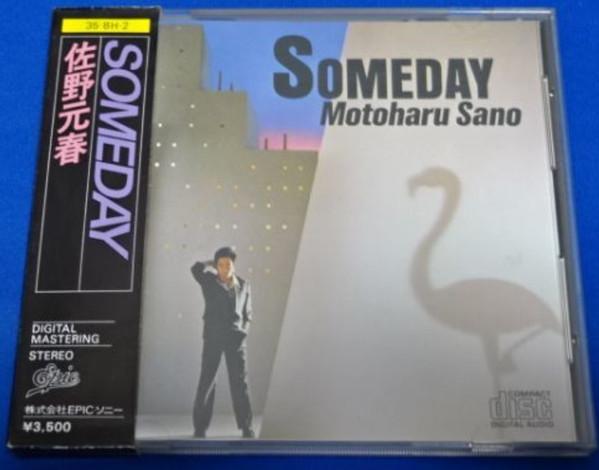 35·8H-2
SOMEDAY
佐野元春
DIGITAL
MASTERING
STEREO
Epic
株式会社EPICソニー
¥3,500
SOMEDAY
Motoharu Sano
COMPACT
disc
DIGITAL AUDIO